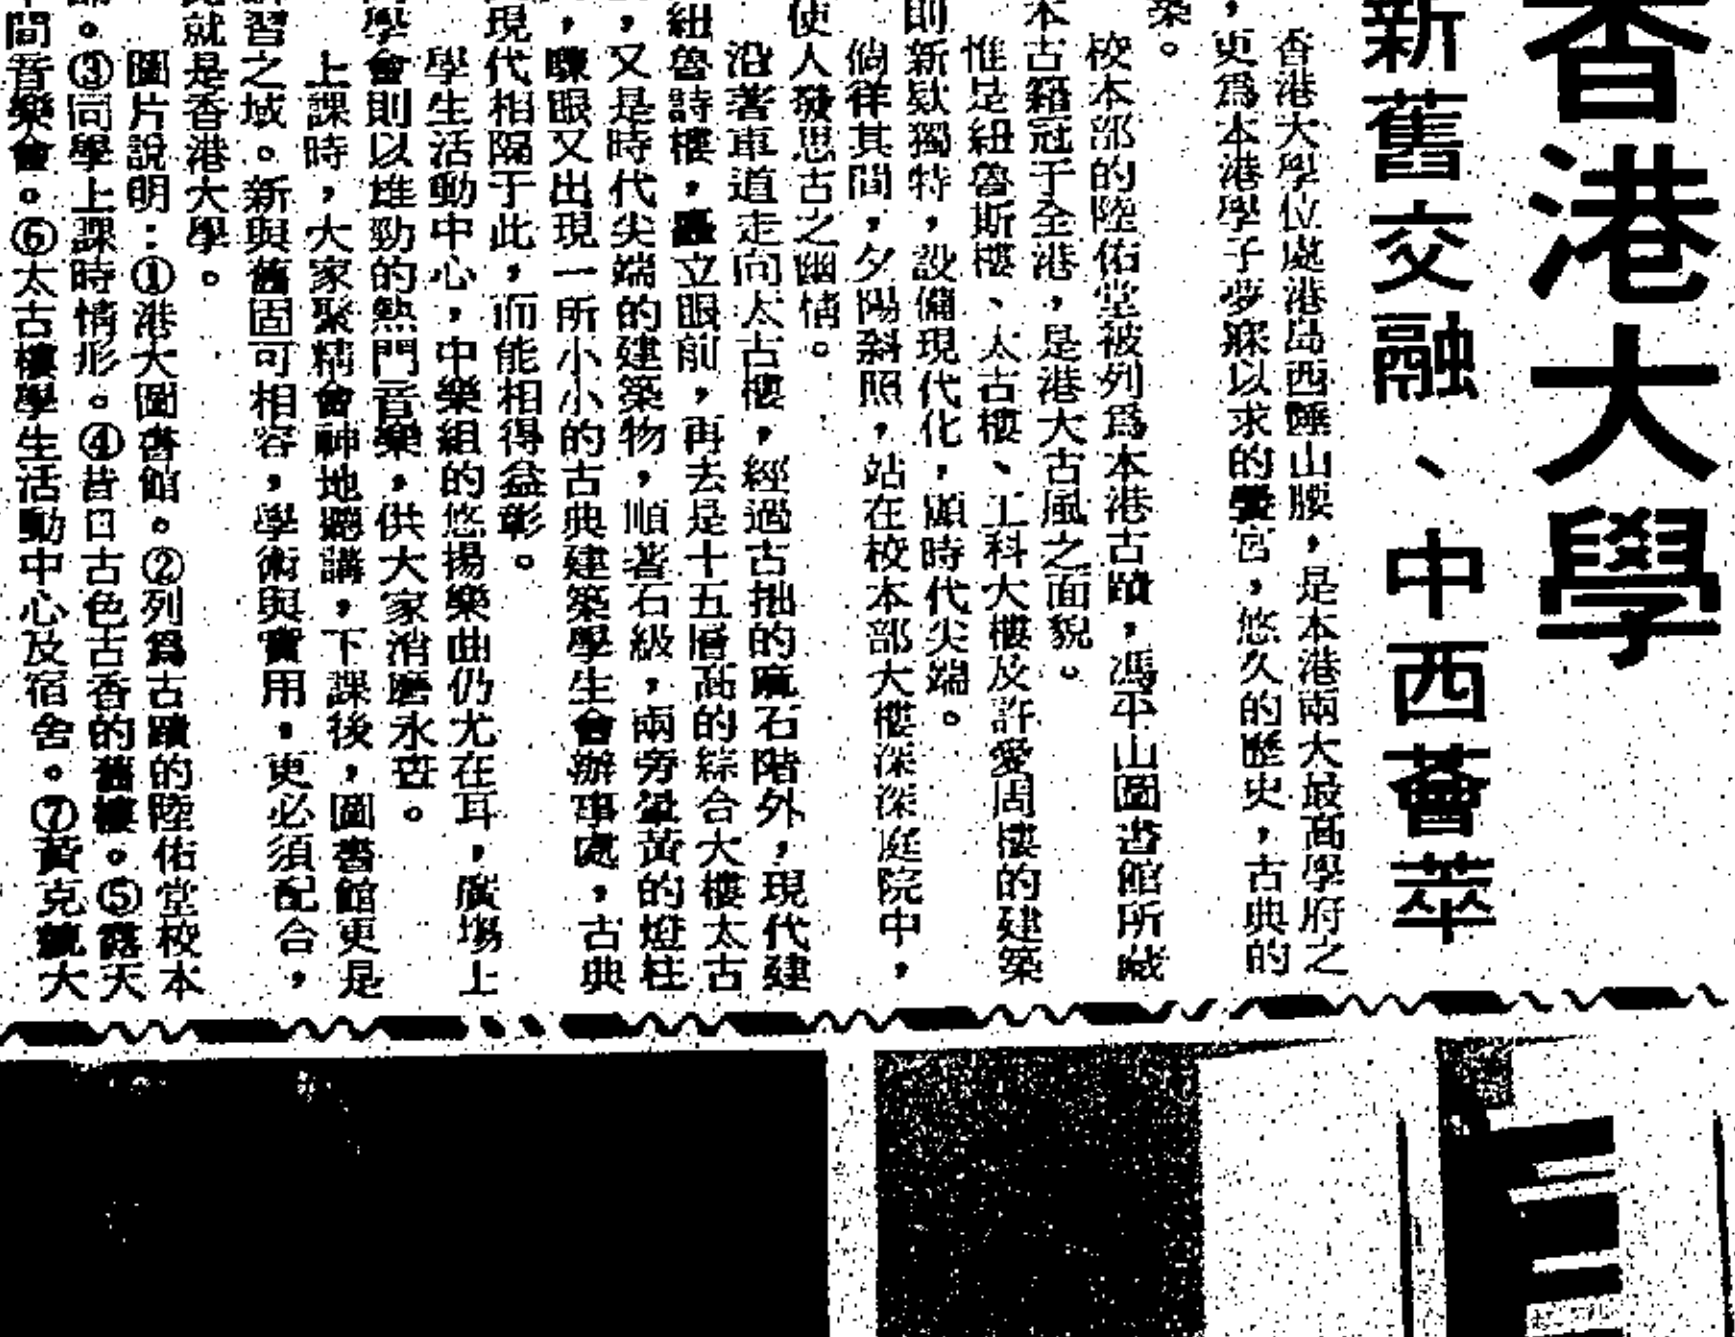 香港大學
新舊交融、中西薈萃
香港大學位處港島西陲山腰，是本港兩大最高學府之
，更爲本港學子夢寐以求的黌宮，悠久的歷史，古典的
築。
校本部的陸佑堂被列爲本港古蹟，馮平山圖書館所藏
本古籍冠于全港，是港大古風之面貌。
惟是紐魯斯樓、太古樓、工科大樓及許愛周樓的建築
則新欵獨特，設備現代化，顯時代尖端。
倘徉其間，夕陽斜照，站在校本部大樓深深庭院中，
使人發思古之幽情。
沿著車道走向太古樓，經過古拙的麻石階外，現代建
紐魯詩樓，矗立眼前，再去是十五層高的綜合大樓太古
，又是時代尖端的建築物，順著石級，兩旁暈黃的燈柱
，驟眼又出現一所小小的古典建築學生會辦事處，古典
現代相隔于此，而能相得益彰。
學生活動中心，中樂組的悠揚樂曲仍尤在耳，廣場上
學會則以雄勁的熱門音樂，供大家消磨永晝。
上課時，大家聚精會神地聽講，下課後，圖書館更是
習之域。新與舊固可相容，學術與實用，更必須配合，
就是香港大學。
圖片說明：①港大圖書館。②列爲古蹟的陸佑堂校本
。③同學上課時情形。④昔日古色古香的舊樓。⑤露天
間音樂會。⑥太古樓學生活動中心及宿舍。⑦黃克競大